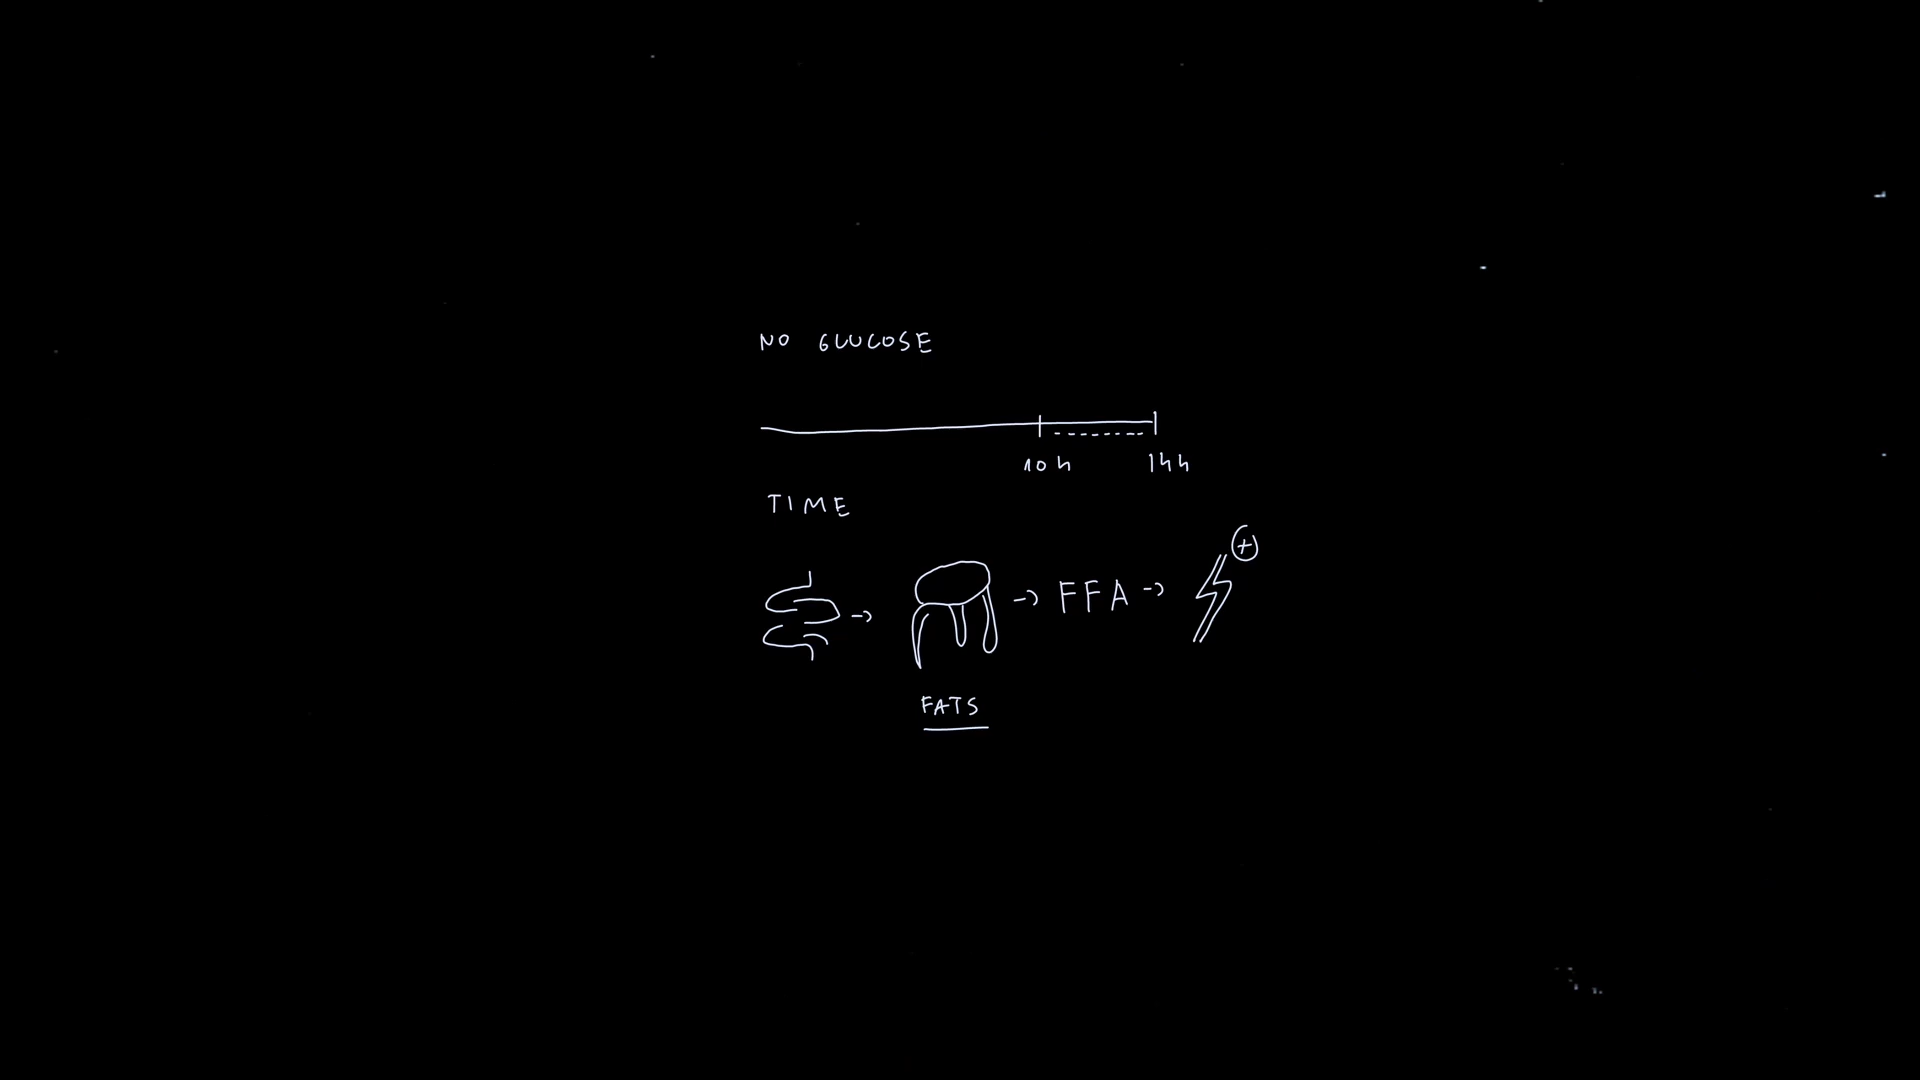 NO GLUCOSE
10h 14h
TIME
→ → FFA → +
FATS